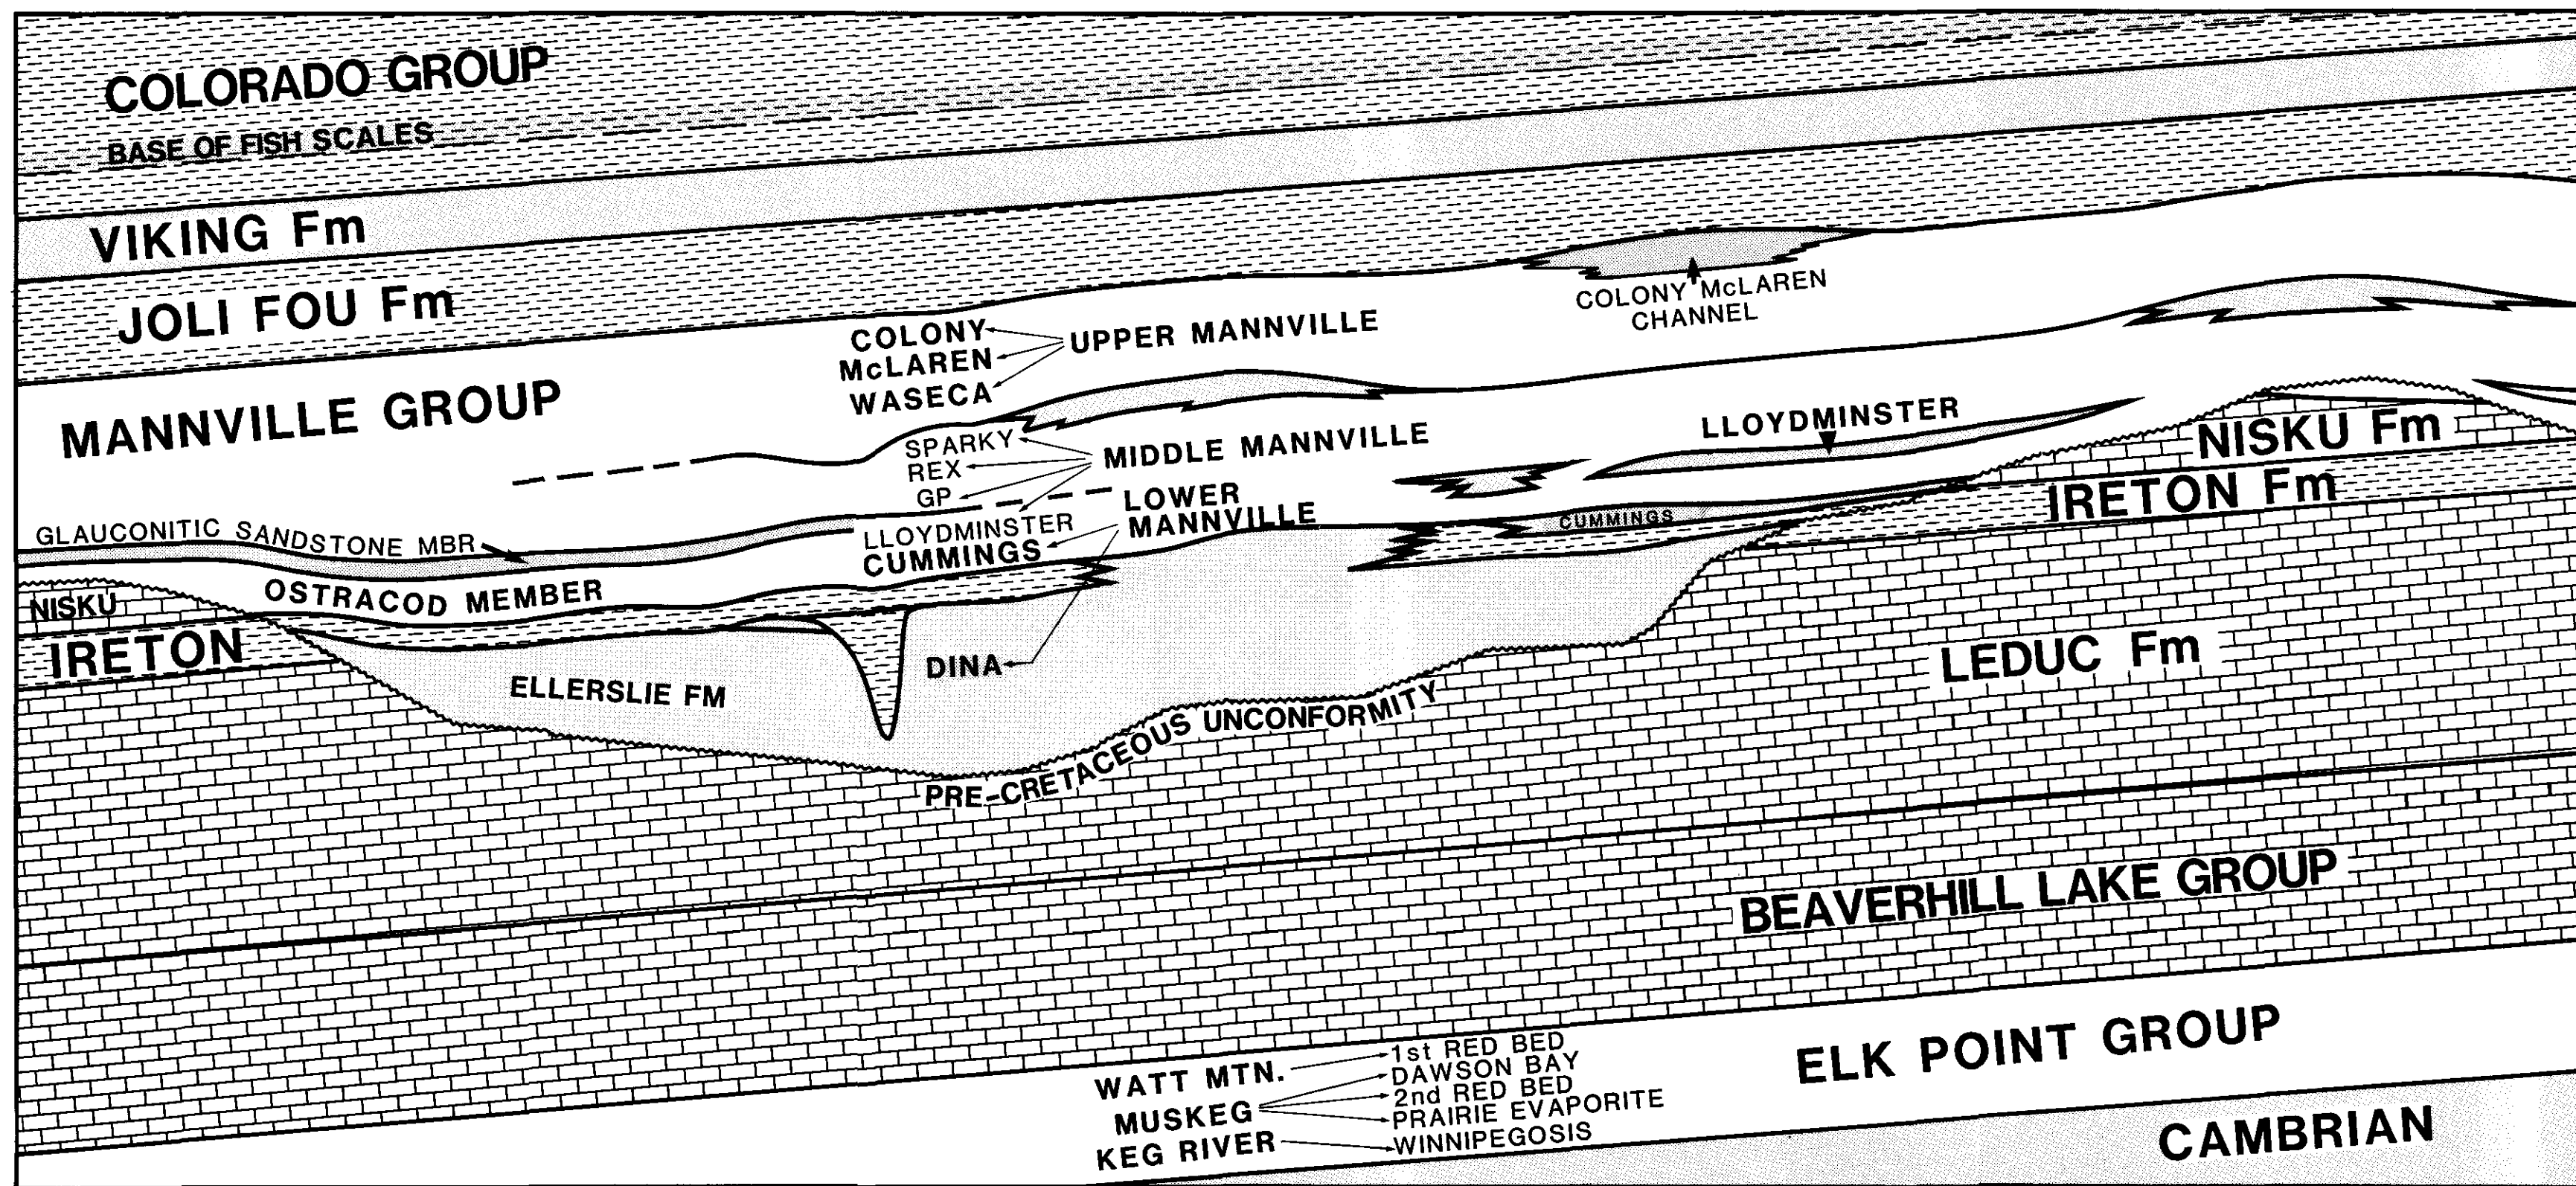 COLORADO GROUP
BASE OF FISH SCALES
VIKING Fm
JOLI FOU Fm
COLONY McLAREN
CHANNEL
COLONY
McLAREN
WASECA
UPPER MANNVILLE
MANNVILLE GROUP
LLOYDMINSTER
NISKU Fm
SPARKY
REX
GP
LLOYDMINSTER
MIDDLE MANNVILLE
LOWER
MANNVILLE
IRETON Fm
CUMMINGS
GLAUCONITIC SANDSTONE MBR
CUMMINGS
OSTRACOD MEMBER
NISKU
IRETON
DINA
ELLERSLIE FM
LEDUC Fm
PRE-CRETACEOUS UNCONFORMITY
BEAVERHILL LAKE GROUP
ELK POINT GROUP
WATT MTN.
MUSKEG
KEG RIVER
1st RED BED
DAWSON BAY
2nd RED BED
PRAIRIE EVAPORITE
WINNIPEGOSIS
CAMBRIAN